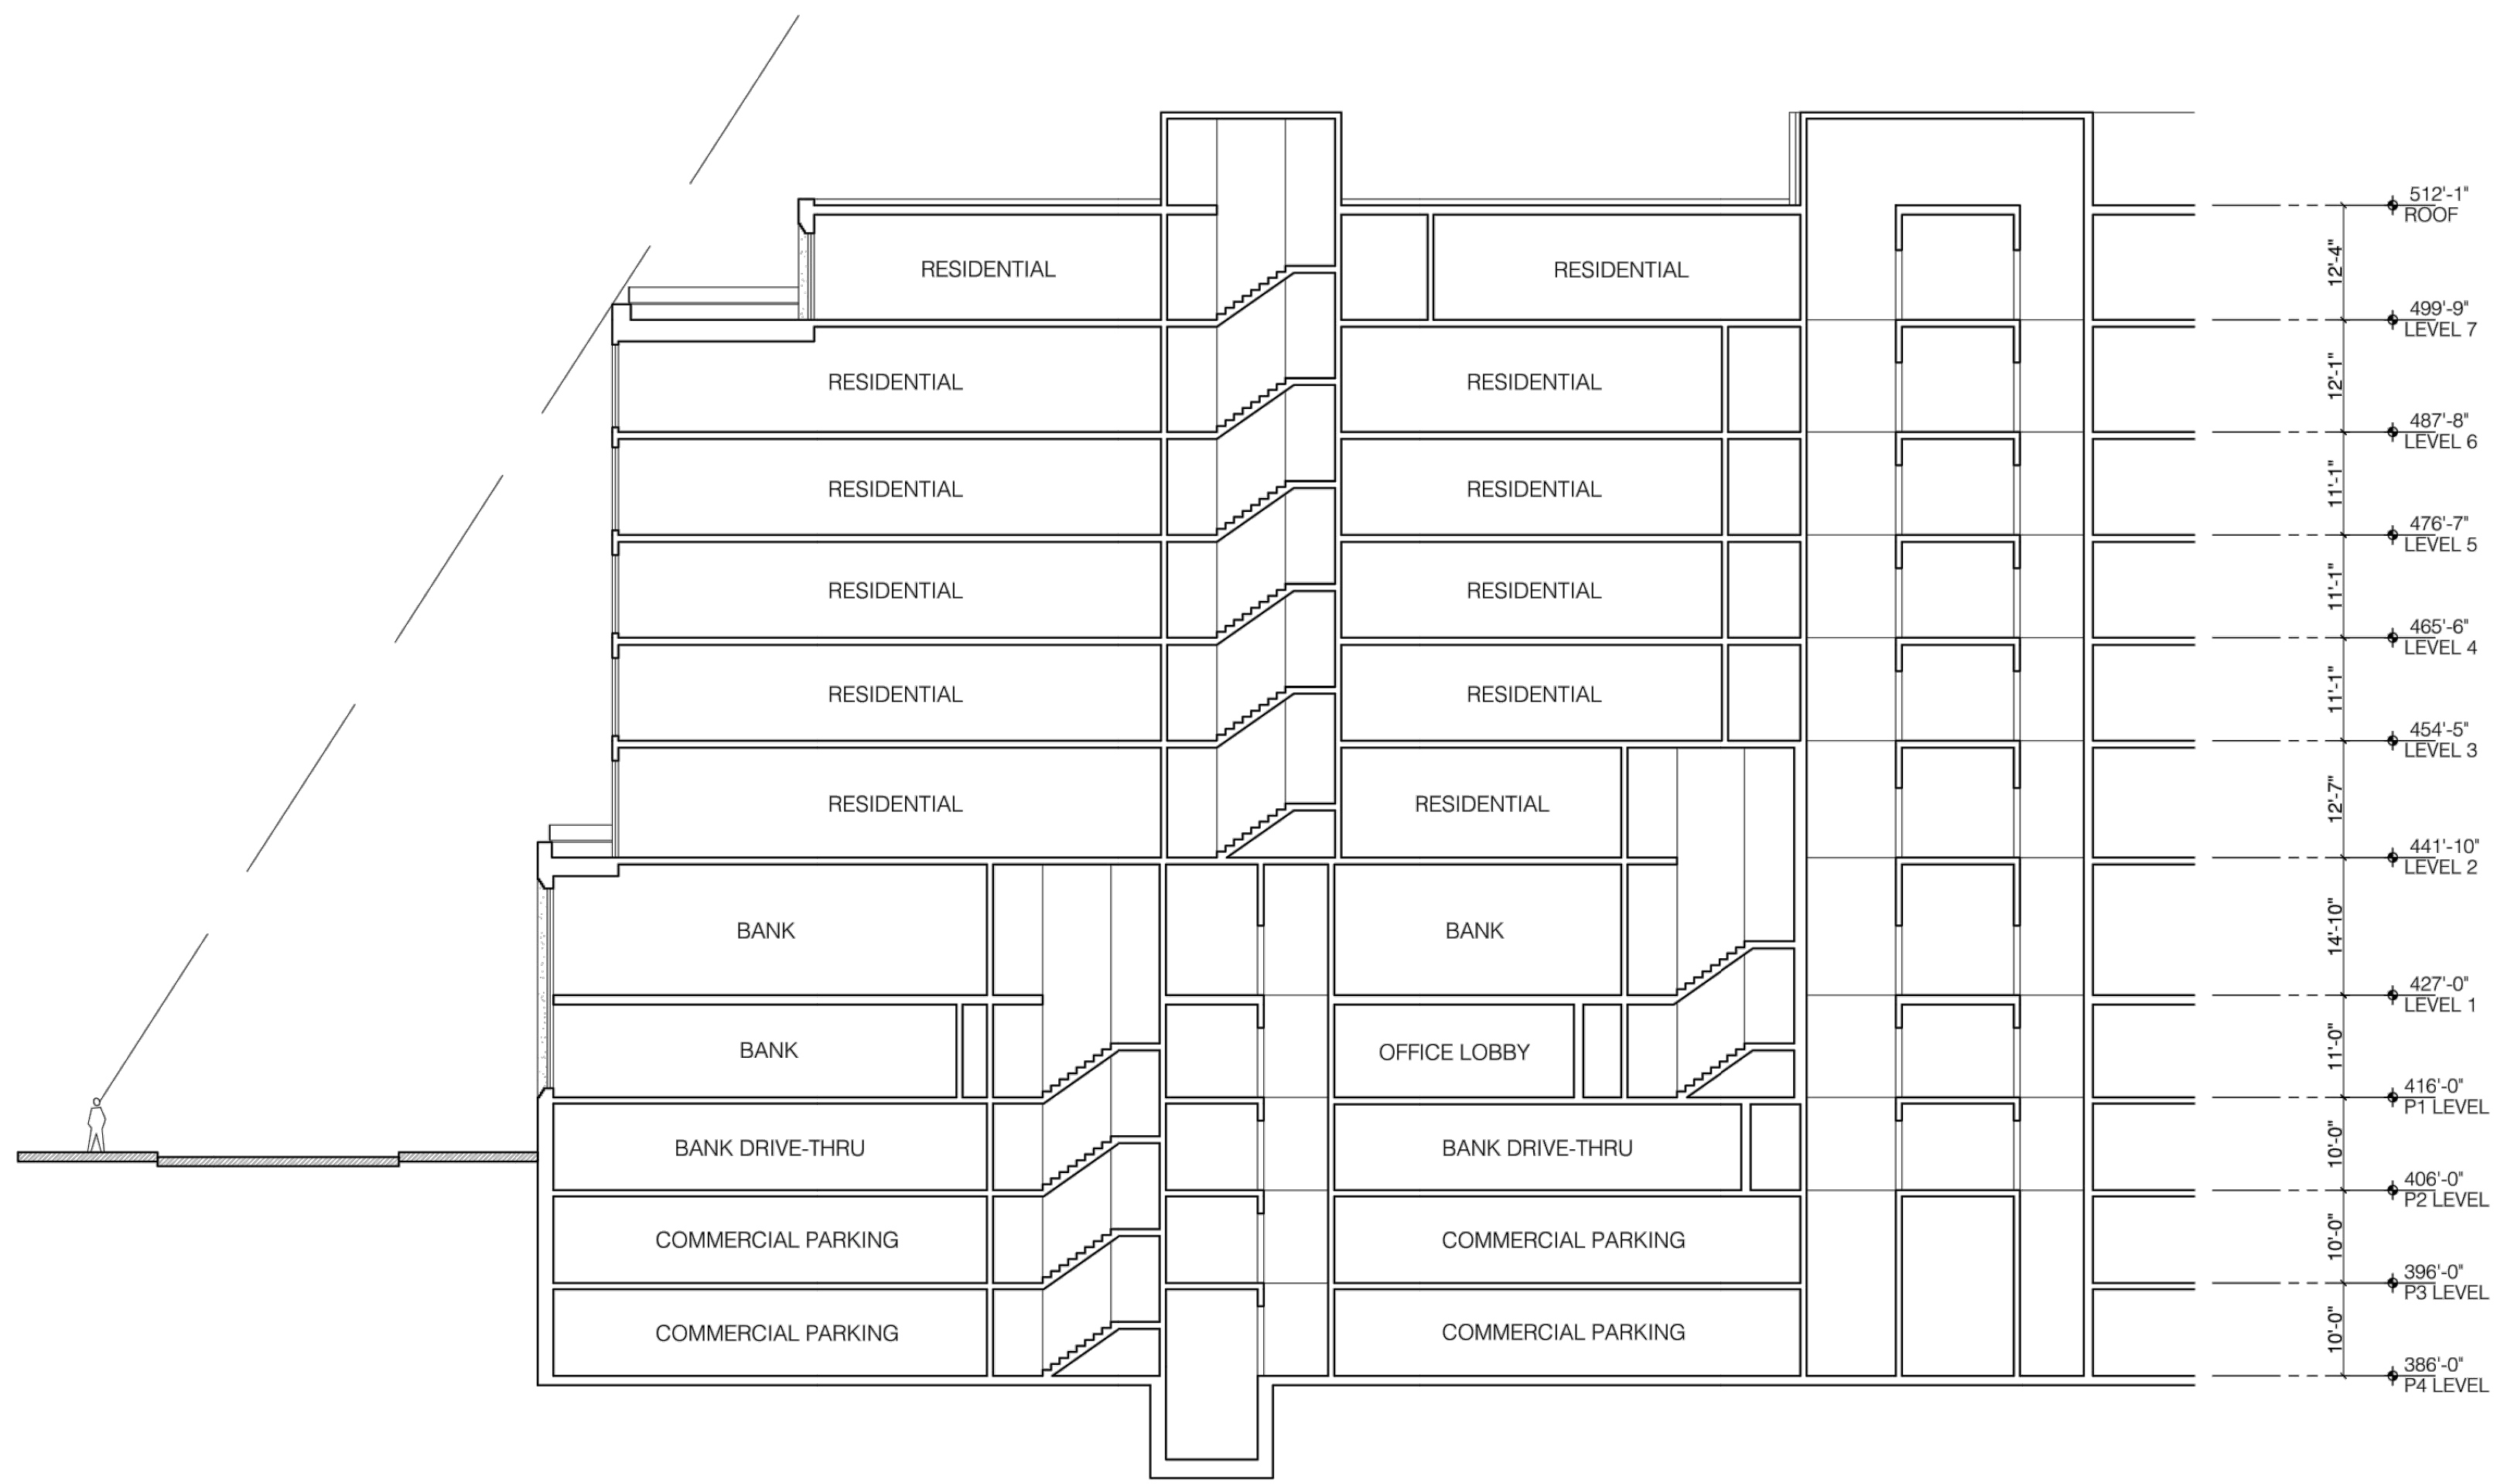 512'-1"
ROOF
12'-4"
RESIDENTIAL RESIDENTIAL
499'-9"
LEVEL 7
12'-1"
RESIDENTIAL RESIDENTIAL
487'-8"
LEVEL 6
11'-1"
RESIDENTIAL RESIDENTIAL
476'-7"
LEVEL 5
11'-1"
RESIDENTIAL RESIDENTIAL
465'-6"
LEVEL 4
11'-1"
RESIDENTIAL RESIDENTIAL
454'-5"
LEVEL 3
12'-7"
RESIDENTIAL RESIDENTIAL
441'-10"
LEVEL 2
14'-10"
BANK BANK
427'-0"
LEVEL 1
11'-0"
BANK OFFICE LOBBY
416'-0"
P1 LEVEL
10'-0"
BANK DRIVE-THRU BANK DRIVE-THRU
406'-0"
P2 LEVEL
10'-0"
COMMERCIAL PARKING COMMERCIAL PARKING
396'-0"
P3 LEVEL
10'-0"
COMMERCIAL PARKING COMMERCIAL PARKING
386'-0"
P4 LEVEL